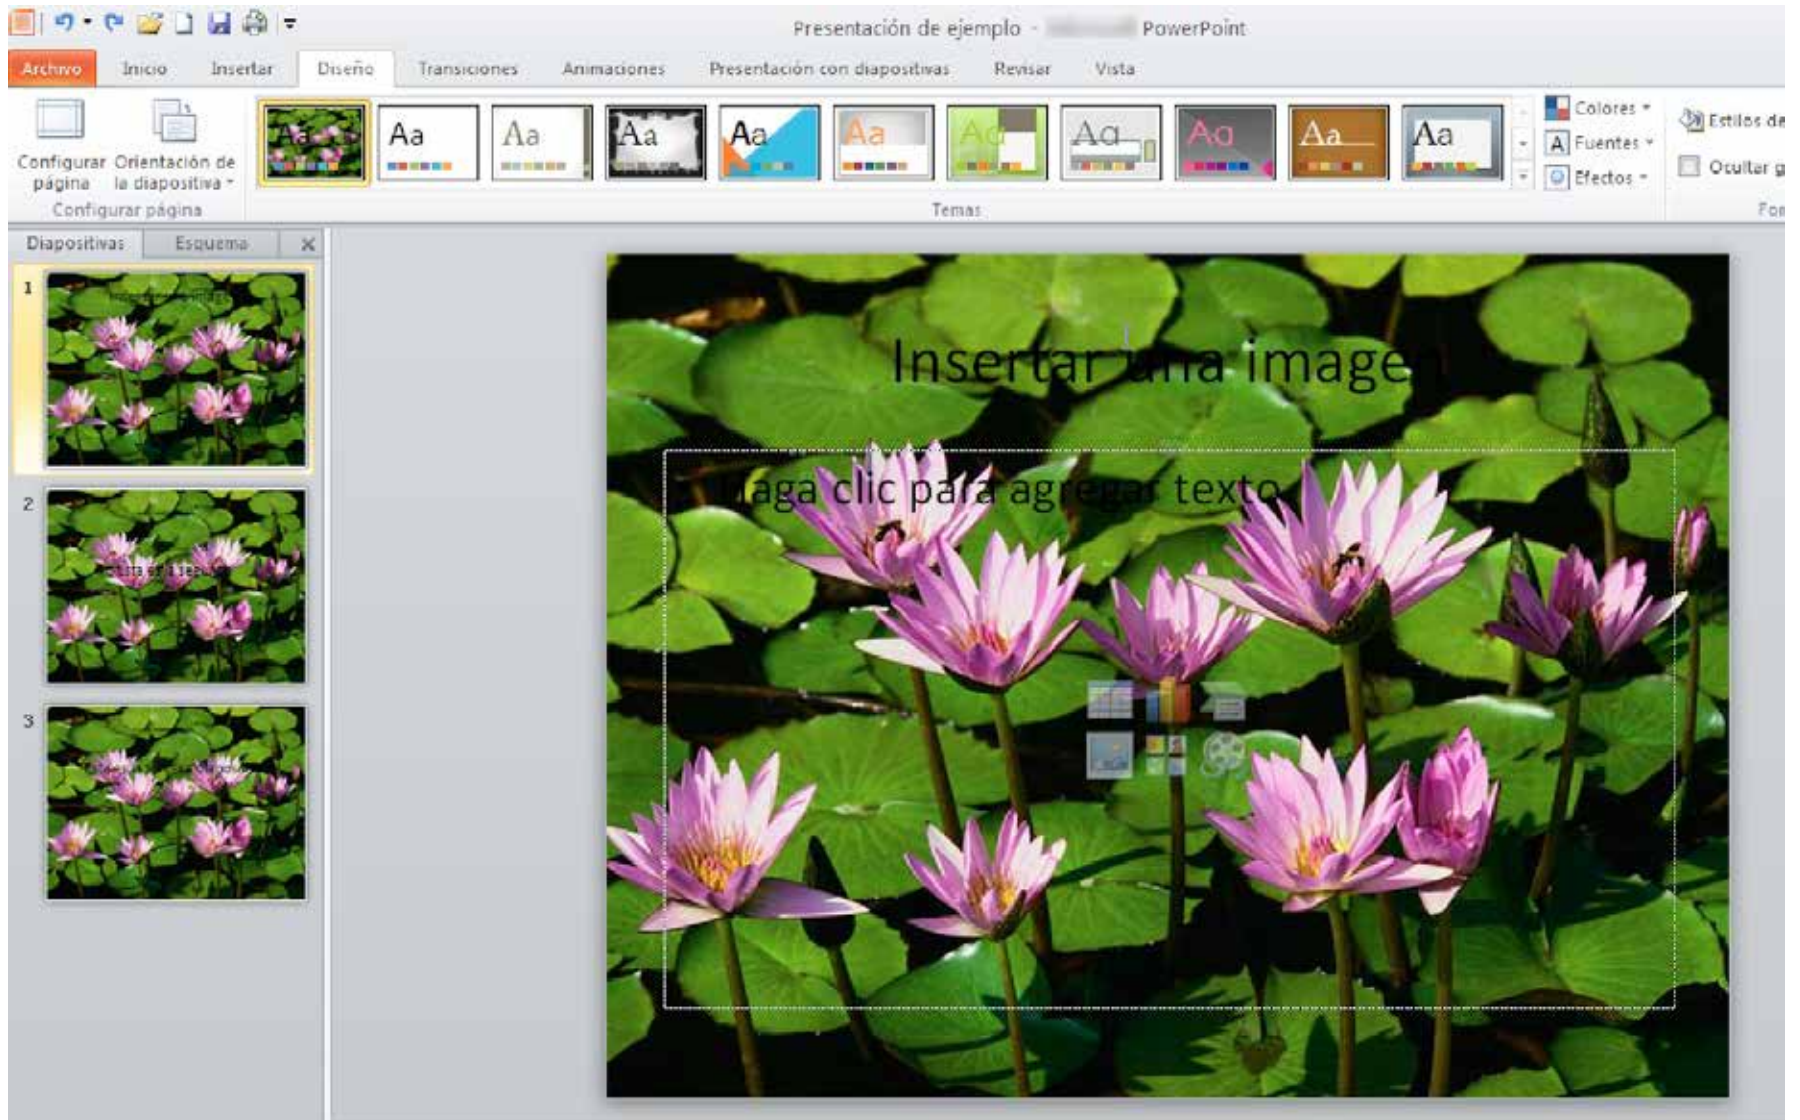 Presentación de ejemplo - PowerPoint
Archivo Inicio Insertar Diseño Transiciones Animaciones Presentación con diapositivas Revisar Vista
Aa Aa Aa Aa Aa Aa Aa Aa Aa Aa Aa
Colores
Fuentes
Efectos
Estilos de
Ocultar g
Configurar página
Orientación de la diapositiva
Configurar página
Temas
Diapositivas Esquema
1
2
3
Insertar una imagen
Haga clic para agregar texto